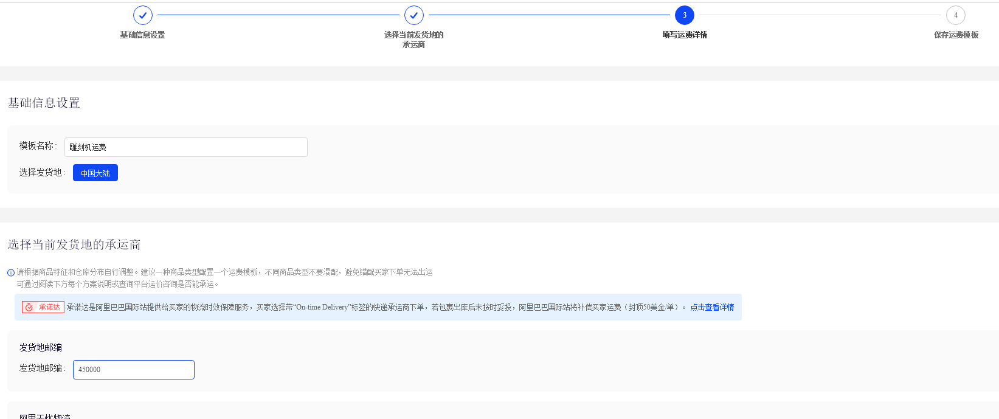 基础信息设置
选择当前发货地的
承运商
3
填写运费详情
4
保存运费模板
基础信息设置
模板名称:
雕刻机运费
选择发货地:
中国大陆
选择当前发货地的承运商
请根据商品特征和仓库分布自行调整。建议一种商品类型配置一个运费模板，不同商品类型不要混配，避免错配买家下单无法出运
可通过阅读下方每个方案说明或查询平台运价咨询是否能承运。
承诺达 承诺达是阿里巴巴国际站提供给买家的物流时效保障服务，买家选择带“On-time Delivery”标签的快递承运商下单，若包裹出库后未按时妥投，阿里巴巴国际站将补偿买家运费（封顶50美金/单）。 点击查看详情
发货地邮编
发货地邮编:
450000
阿里无忧物流